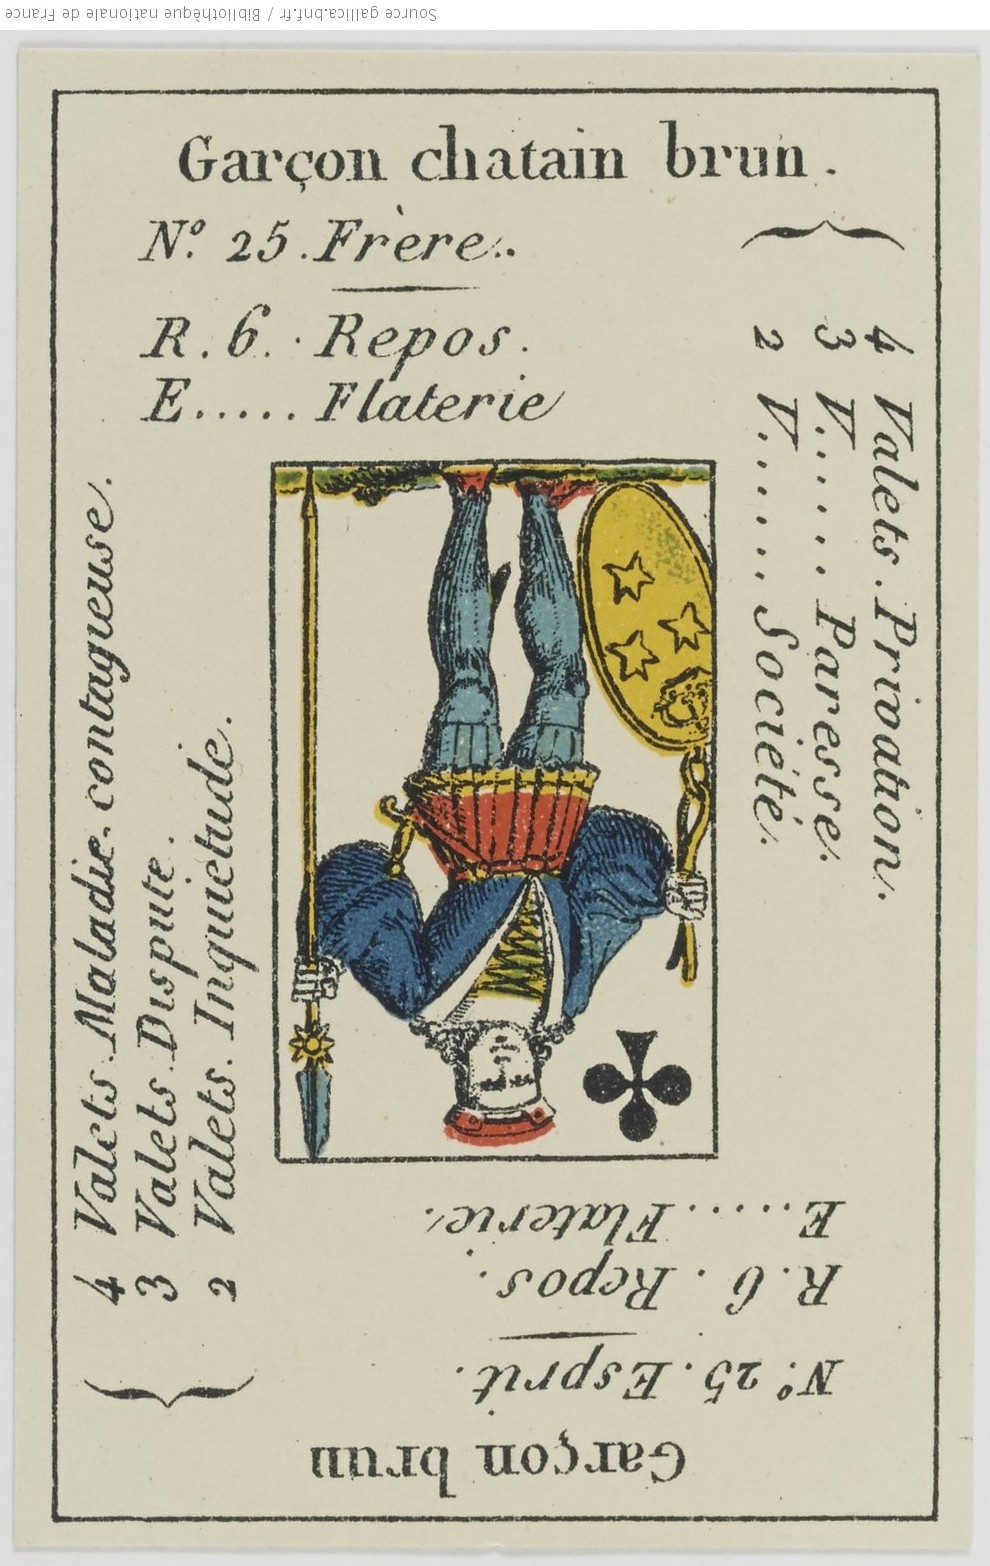 Source gallica.bnf.fr / Bibliothèque nationale de France
Garçon chatain brun.
N.º 25. Frère.
R. 6. Repos.
E..... Flaterie
4 Valets. Privation.
3 V...... Paresse.
2 V...... Société.
4 Valets. Maladie contagueuse.
3 Valets. Dispute.
2 Valets. Inquietude.
Garçon brun
N.º 25. Esprit.
R. 6. Repos.
E..... Flaterie.